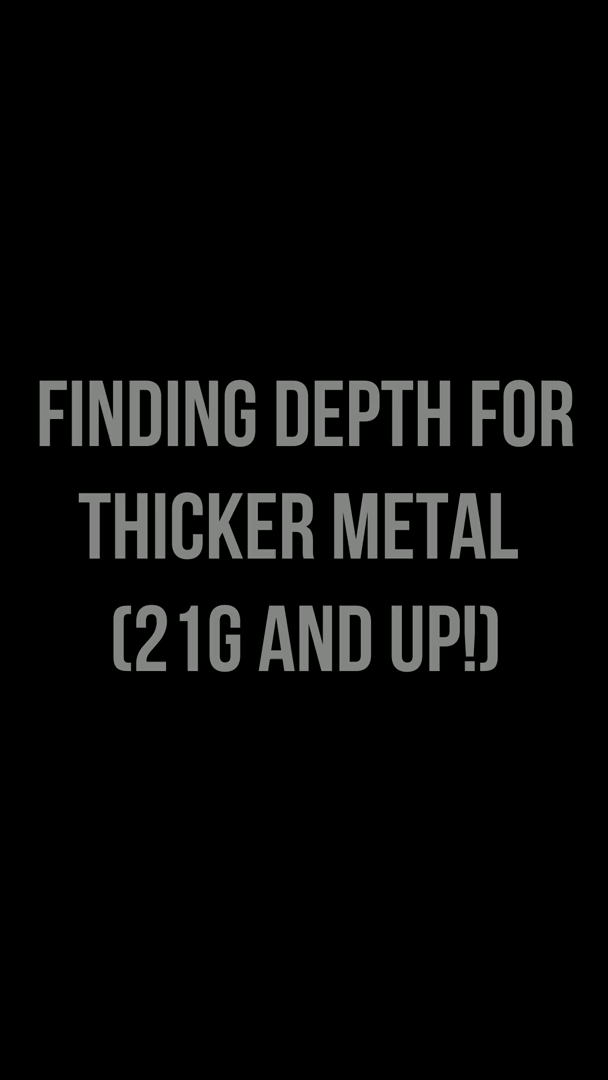 FINDING DEPTH FOR
THICKER METAL
(21G AND UP!)